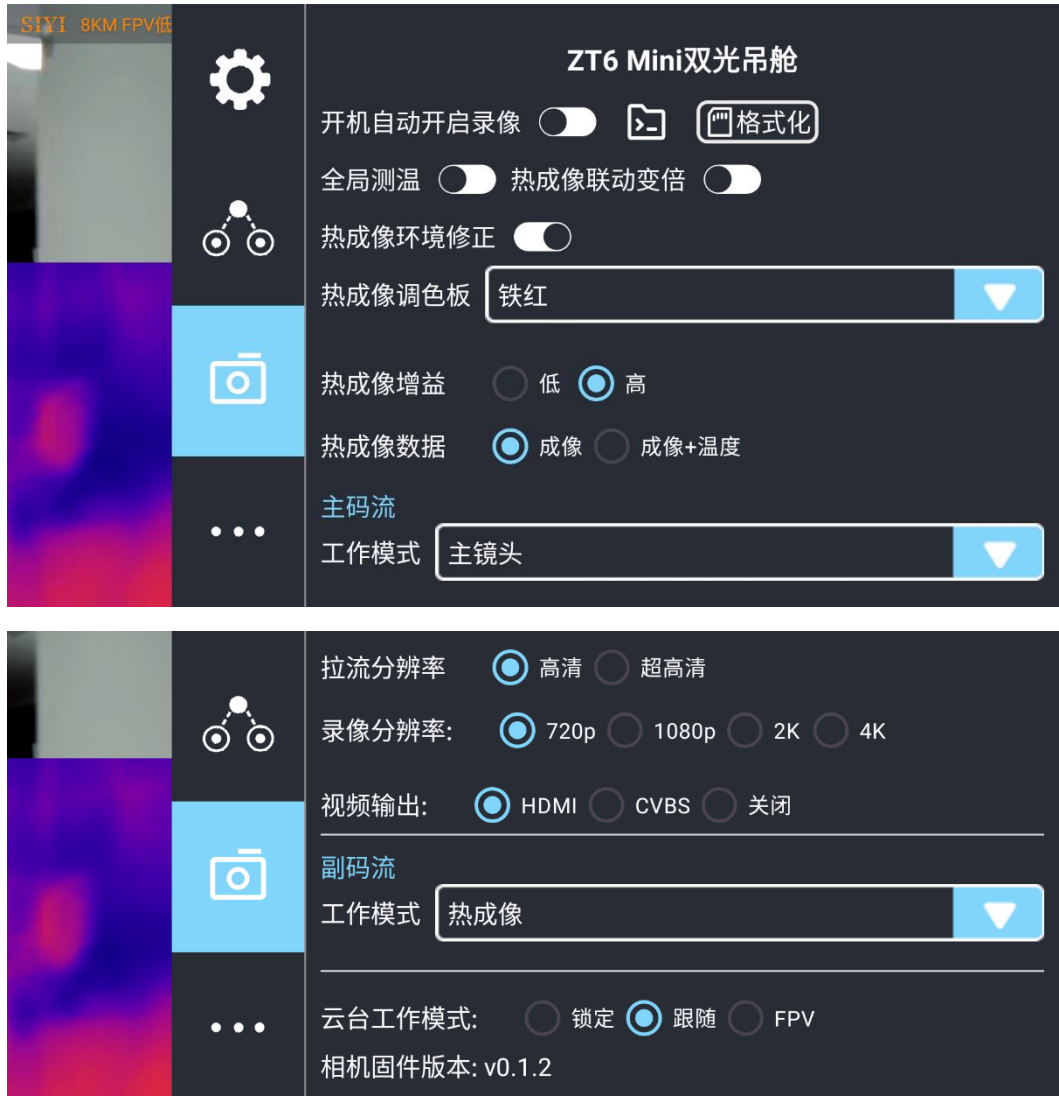 SIYI 8KM FPV低
ZT6 Mini双光吊舱
开机自动开启录像 格式化
全局测温 热成像联动变倍
热成像环境修正
热成像调色板 铁红
热成像增益 低 高
热成像数据 成像 成像+温度
主码流
工作模式 主镜头
拉流分辨率 高清 超高清
录像分辨率: 720p 1080p 2K 4K
视频输出: HDMI CVBS 关闭
副码流
工作模式 热成像
云台工作模式: 锁定 跟随 FPV
相机固件版本: v0.1.2